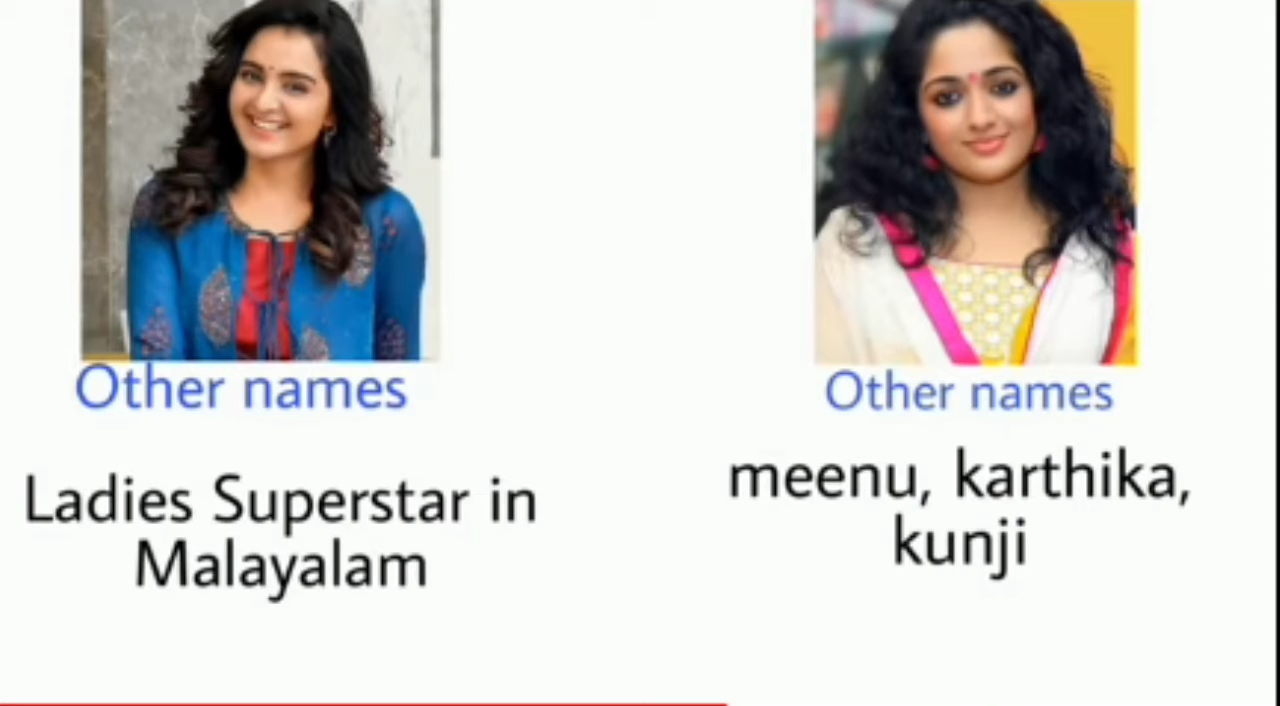 Other names
Ladies Superstar in
Malayalam
Other names
meenu, karthika,
kunji